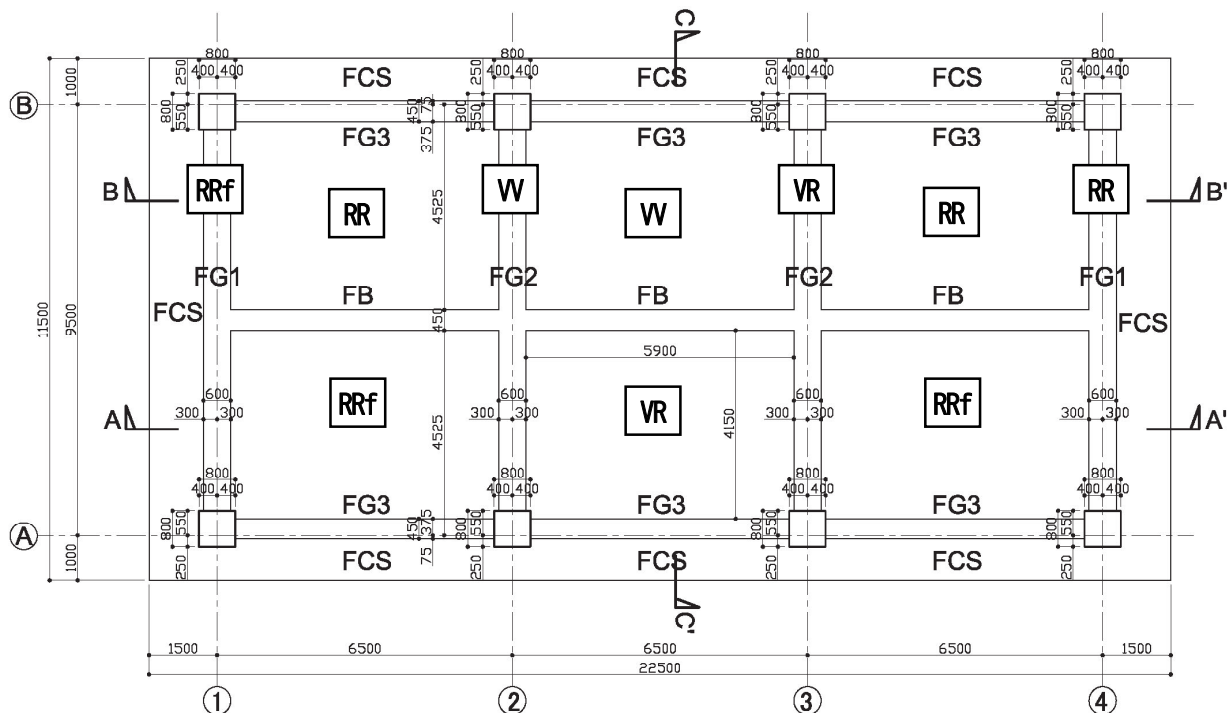 C
800 800 800 800
400 400 400 400 400 400 400 400
250 FCS 250 FCS 250 FCS 250
1000
B
800 550 450 75 800 550 800 550 800 550
FG3 375 FG3 FG3
B RRf RR VV VV VR RR RR B'
4525
11500 9500
FG1 FB FG2 FB FG2 FB FG1
FCS 450 FCS
5900
600 600 600 600
300 300 300 300 300 300 300 300
A RRf VR RRf A'
4525 4150
800 800 800 800
400 400 400 400 400 400 400 400
FG3 FG3 FG3
A
800 550 450 375 800 550 800 550 800 550
75
1000 250 FCS 250 FCS 250 FCS 250
C'
1500 6500 6500 6500 1500
22500
1 2 3 4